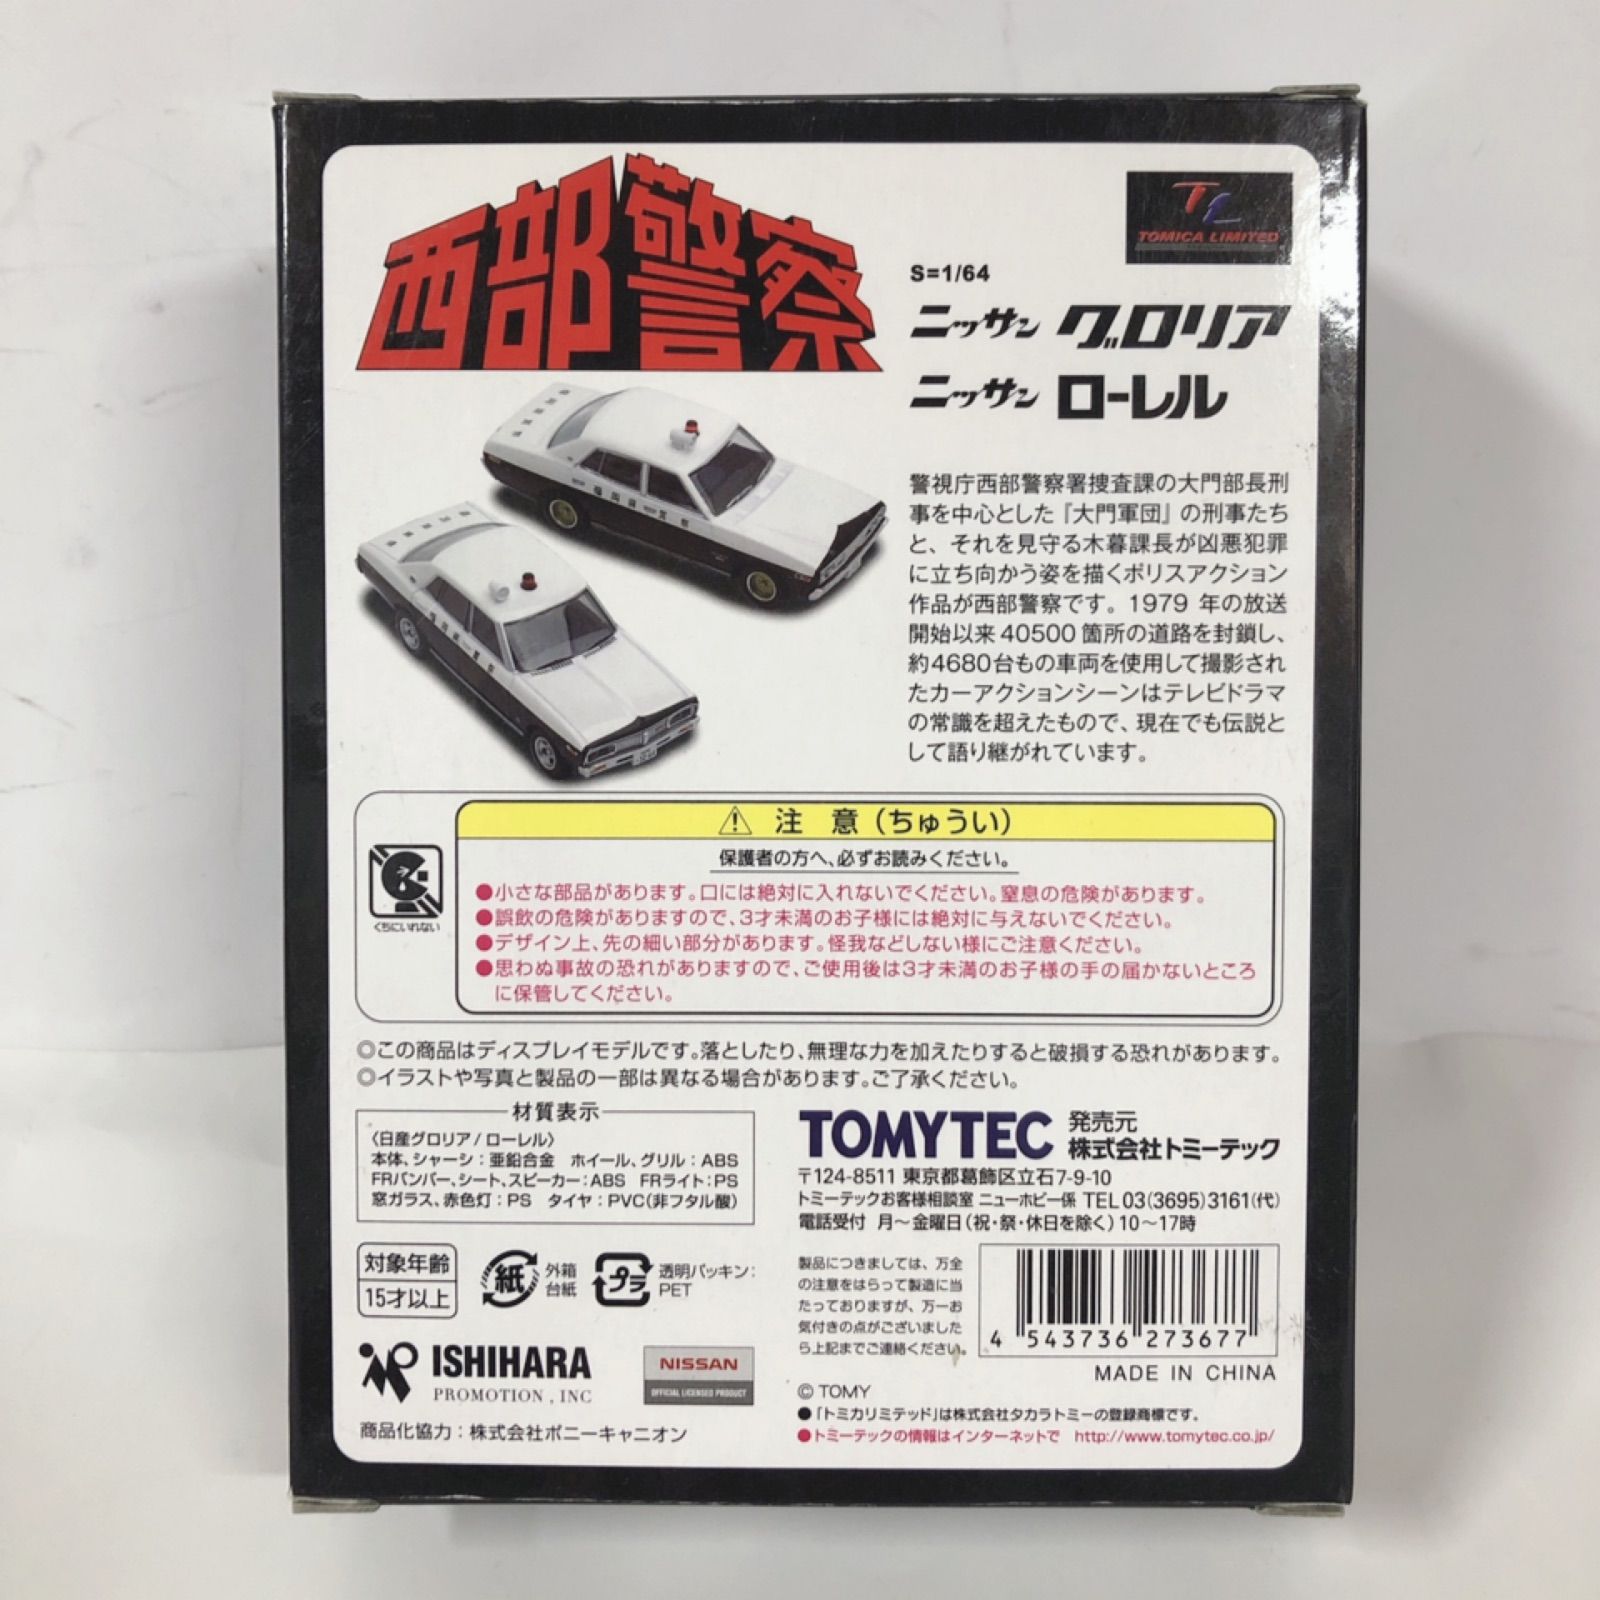 西部警察
TOMICA LIMITED
S=1/64
ニッサン グロリア
ニッサン ローレル
警視庁西部警察署捜査課の大門部長刑
事を中心とした『大門軍団』の刑事たち
と、それを見守る木暮課長が凶悪犯罪
に立ち向かう姿を描くポリスアクション
作品が西部警察です。1979 年の放送
開始以来 40500 箇所の道路を封鎖し、
約4680台もの車両を使用して撮影され
たカーアクションシーンはテレビドラマ
の常識を超えたもので、現在でも伝説と
して語り継がれています。
注 意（ちゅうい）
保護者の方へ、必ずお読みください。
くちにいれない
●小さな部品があります。口には絶対に入れないでください。窒息の危険があります。
●誤飲の危険がありますので、3才未満のお子様には絶対に与えないでください。
●デザイン上、先の細い部分があります。怪我などしない様にご注意ください。
●思わぬ事故の恐れがありますので、ご使用後は3才未満のお子様の手の届かないところ
に保管してください。
◎この商品はディスプレイモデルです。落としたり、無理な力を加えたりすると破損する恐れがあります。
◎イラストや写真と製品の一部は異なる場合があります。ご了承ください。
材質表示
〈日産グロリア / ローレル〉
本体、シャーシ：亜鉛合金 ホイール、グリル：ABS
FRバンパー、シート、スピーカー：ABS FRライト：PS
窓ガラス、赤色灯：PS タイヤ：PVC(非フタル酸)
TOMYTEC 発売元
株式会社トミーテック
〒124-8511 東京都葛飾区立石7-9-10
トミーテックお客様相談室 ニューホビー係 TEL 03(3695)3161(代)
電話受付 月～金曜日(祝・祭・休日を除く)10～17時
対象年齢
15才以上
紙
外箱
台紙
プラ
透明パッキン：
PET
製品につきましては、万全
の注意をはらって製造に当
たっておりますが、万一お
気付きの点がございました
ら上記までご連絡ください。
4 543736 273677
MADE IN CHINA
ISHIHARA
PROMOTION , INC
NISSAN
OFFICIAL LICENSED PRODUCT
© TOMY
●「トミカリミテッド」は株式会社タカラトミーの登録商標です。
●トミーテックの情報はインターネットで http://www.tomytec.co.jp/
商品化協力：株式会社ポニーキャニオン